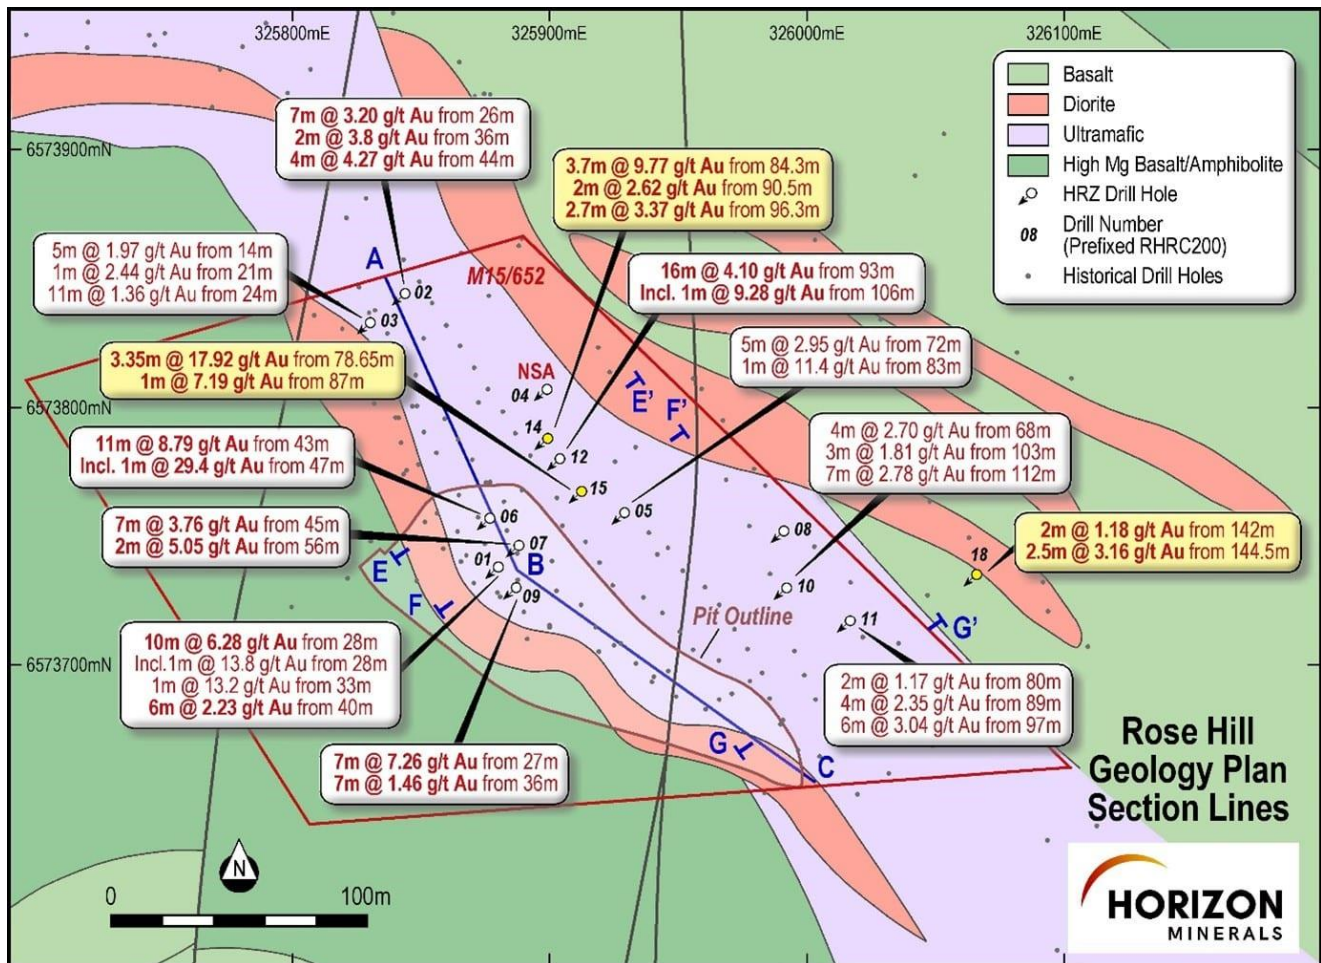 325800mE
325900mE
326000mE
326100mE
Basalt
Diorite
Ultramafic
High Mg Basalt/Amphibolite
HRZ Drill Hole
08
Drill Number
(Prefixed RHRC200)
Historical Drill Holes
6573900mN
7m @ 3.20 g/t Au from 26m
2m @ 3.8 g/t Au from 36m
4m @ 4.27 g/t Au from 44m
3.7m @ 9.77 g/t Au from 84.3m
2m @ 2.62 g/t Au from 90.5m
2.7m @ 3.37 g/t Au from 96.3m
5m @ 1.97 g/t Au from 14m
1m @ 2.44 g/t Au from 21m
11m @ 1.36 g/t Au from 24m
A
M15/652
16m @ 4.10 g/t Au from 93m
Incl. 1m @ 9.28 g/t Au from 106m
02
03
3.35m @ 17.92 g/t Au from 78.65m
1m @ 7.19 g/t Au from 87m
5m @ 2.95 g/t Au from 72m
1m @ 11.4 g/t Au from 83m
NSA
04
E'
F'
6573800mN
14
12
11m @ 8.79 g/t Au from 43m
Incl. 1m @ 29.4 g/t Au from 47m
4m @ 2.70 g/t Au from 68m
3m @ 1.81 g/t Au from 103m
7m @ 2.78 g/t Au from 112m
15
05
06
08
7m @ 3.76 g/t Au from 45m
2m @ 5.05 g/t Au from 56m
07
01
B
E
09
F
10
18
2m @ 1.18 g/t Au from 142m
2.5m @ 3.16 g/t Au from 144.5m
Pit Outline
11
G'
6573700mN
10m @ 6.28 g/t Au from 28m
Incl.1m @ 13.8 g/t Au from 28m
1m @ 13.2 g/t Au from 33m
6m @ 2.23 g/t Au from 40m
2m @ 1.17 g/t Au from 80m
4m @ 2.35 g/t Au from 89m
6m @ 3.04 g/t Au from 97m
7m @ 7.26 g/t Au from 27m
7m @ 1.46 g/t Au from 36m
G
C
Rose Hill
Geology Plan
Section Lines
N
0
100m
HORIZON
MINERALS